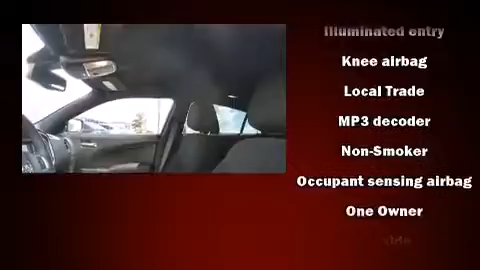 Illuminated entry
Knee airbag
Local Trade
MP3 decoder
Non-Smoker
Occupant sensing airbag
One Owner